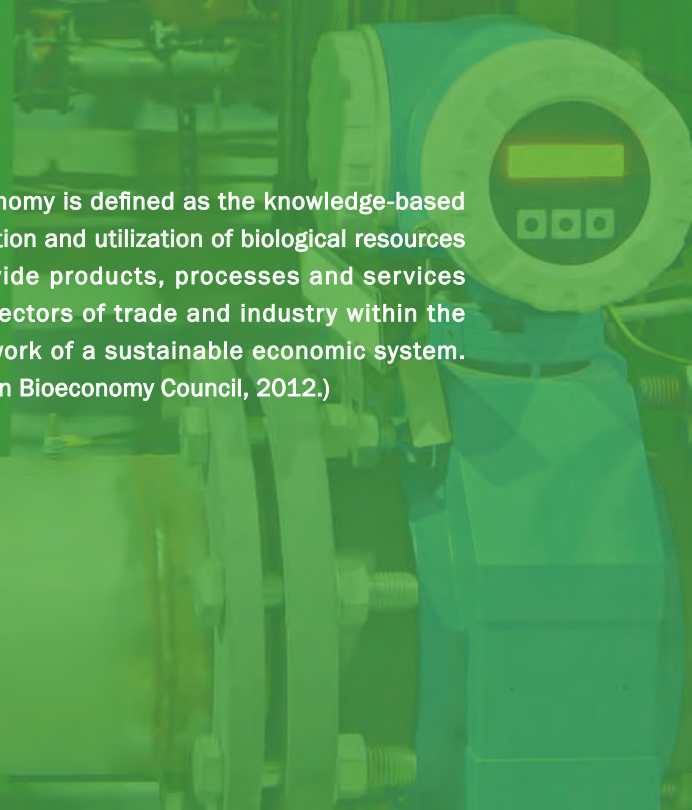 nomy is defined as the knowledge-based
tion and utilization of biological resources
vide products, processes and services
ectors of trade and industry within the
work of a sustainable economic system.
n Bioeconomy Council, 2012.)